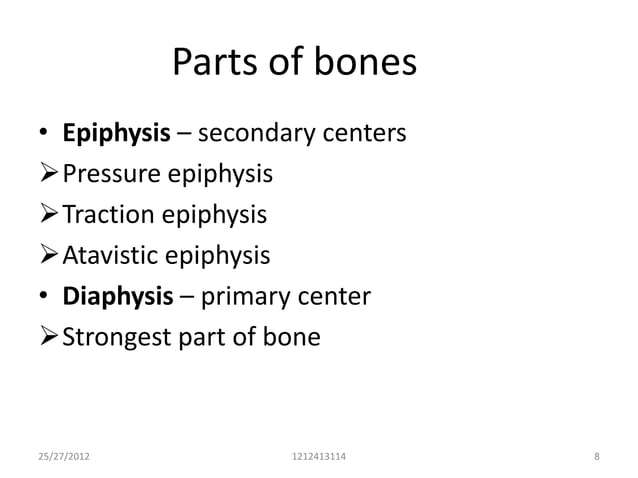 Parts of bones
• Epiphysis – secondary centers
➢Pressure epiphysis
➢Traction epiphysis
➢Atavistic epiphysis
• Diaphysis – primary center
➢Strongest part of bone
25/27/2012 1212413114 8